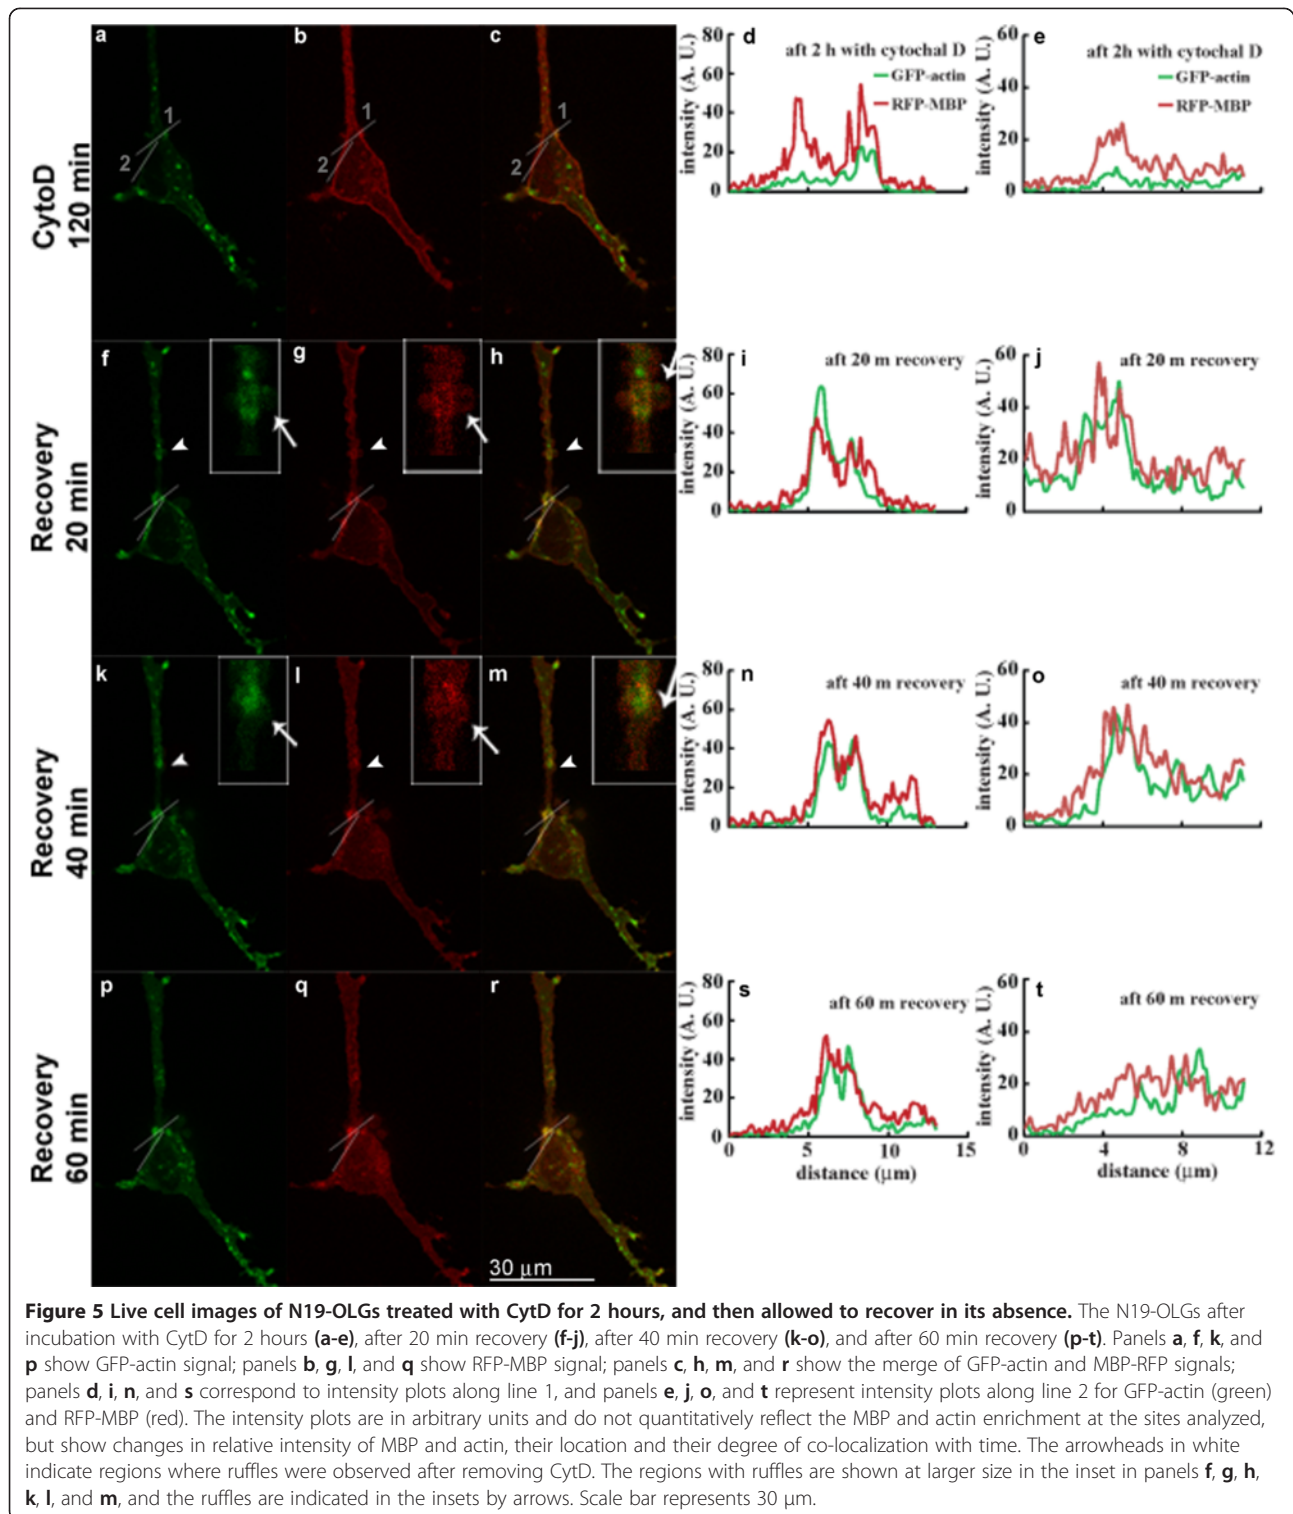 a
b
c
1
2
1
2
1
2
CytoD
120 min
d
aft 2 h with cytochal D
GFP-actin
RFP-MBP
intensity (A. U.)
80
60
40
20
0
e
aft 2h with cytochal D
GFP-actin
RFP-MBP
intensity (A. U.)
60
40
20
0
f
g
h
Recovery
20 min
i
aft 20 m recovery
intensity (A. U.)
80
60
40
20
0
j
aft 20 m recovery
intensity (A. U.)
60
40
20
0
k
l
m
Recovery
40 min
n
aft 40 m recovery
intensity (A. U.)
80
60
40
20
0
o
aft 40 m recovery
intensity (A. U.)
60
40
20
0
p
q
r
Recovery
60 min
30 µm
s
aft 60 m recovery
intensity (A. U.)
80
60
40
20
0
0 5 10 15
distance (µm)
t
aft 60 m recovery
intensity (A. U.)
60
40
20
0
0 4 8 12
distance (µm)
Figure 5 Live cell images of N19-OLGs treated with CytD for 2 hours, and then allowed to recover in its absence. The N19-OLGs after
incubation with CytD for 2 hours (a-e), after 20 min recovery (f-j), after 40 min recovery (k-o), and after 60 min recovery (p-t). Panels a, f, k, and
p show GFP-actin signal; panels b, g, l, and q show RFP-MBP signal; panels c, h, m, and r show the merge of GFP-actin and MBP-RFP signals;
panels d, i, n, and s correspond to intensity plots along line 1, and panels e, j, o, and t represent intensity plots along line 2 for GFP-actin (green)
and RFP-MBP (red). The intensity plots are in arbitrary units and do not quantitatively reflect the MBP and actin enrichment at the sites analyzed,
but show changes in relative intensity of MBP and actin, their location and their degree of co-localization with time. The arrowheads in white
indicate regions where ruffles were observed after removing CytD. The regions with ruffles are shown at larger size in the inset in panels f, g, h,
k, l, and m, and the ruffles are indicated in the insets by arrows. Scale bar represents 30 µm.